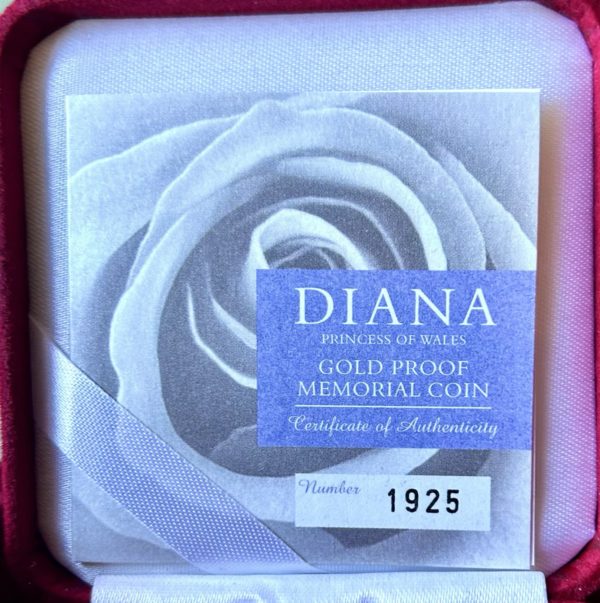 DIANA
PRINCESS OF WALES
GOLD PROOF
MEMORIAL COIN
Certificate of Authenticity
Number 1925